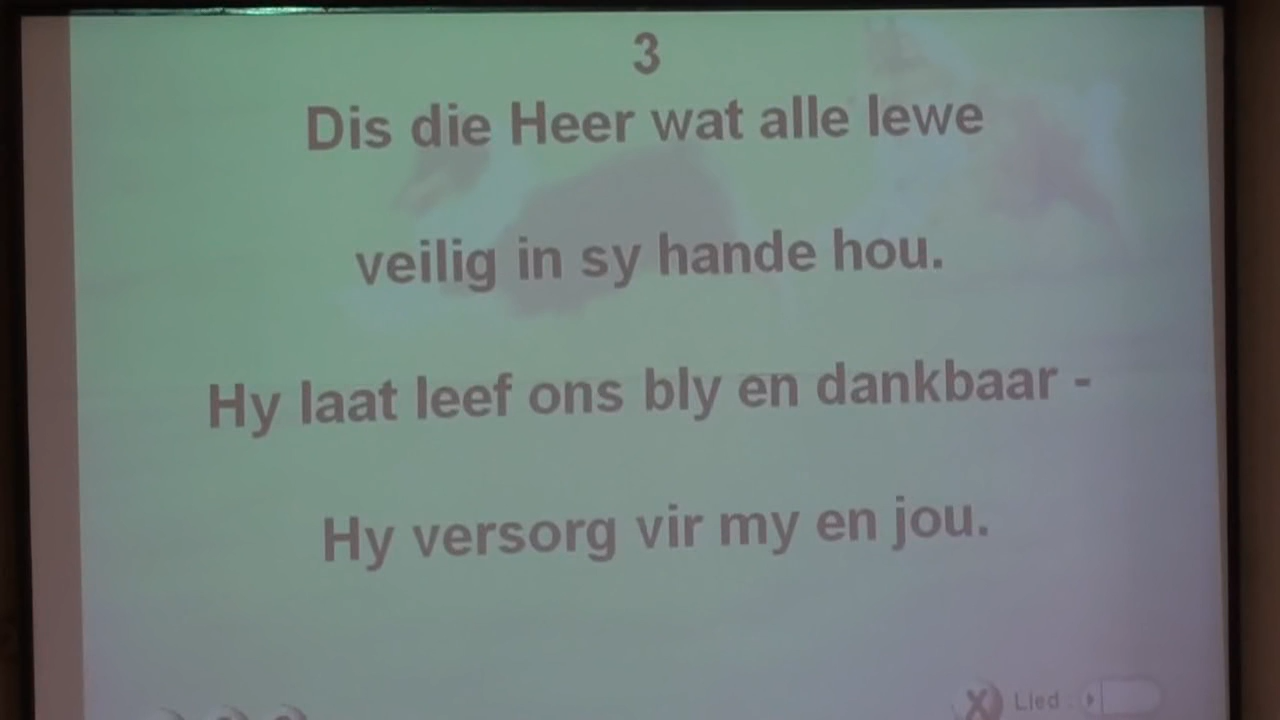 3
Dis die Heer wat alle lewe
veilig in sy hande hou.
Hy laat leef ons bly en dankbaar -
Hy versorg vir my en jou.
X Lied